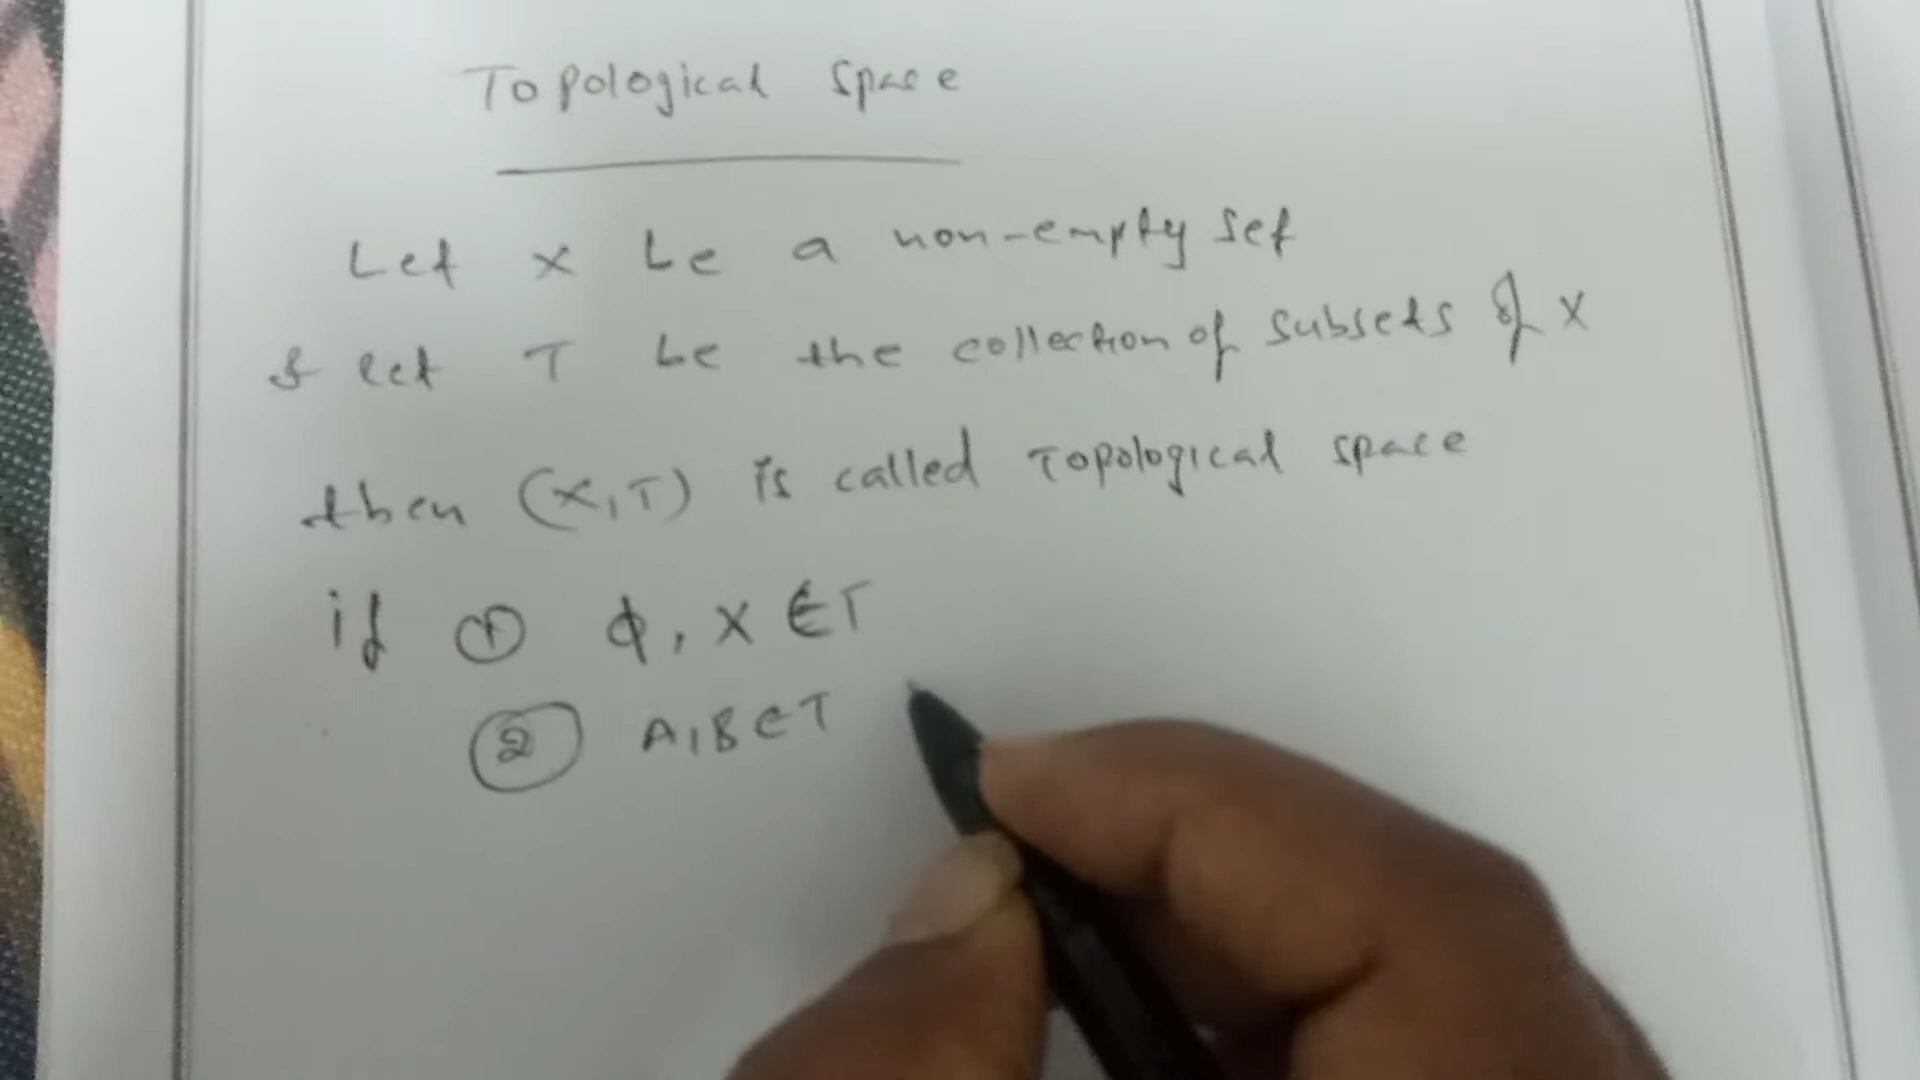 Topological space
Let X be a non-empty set
& let T be the collection of subsets of X
then (X, T) is called Topological space
if ① ϕ, X ∈ T
② A, B ∈ T